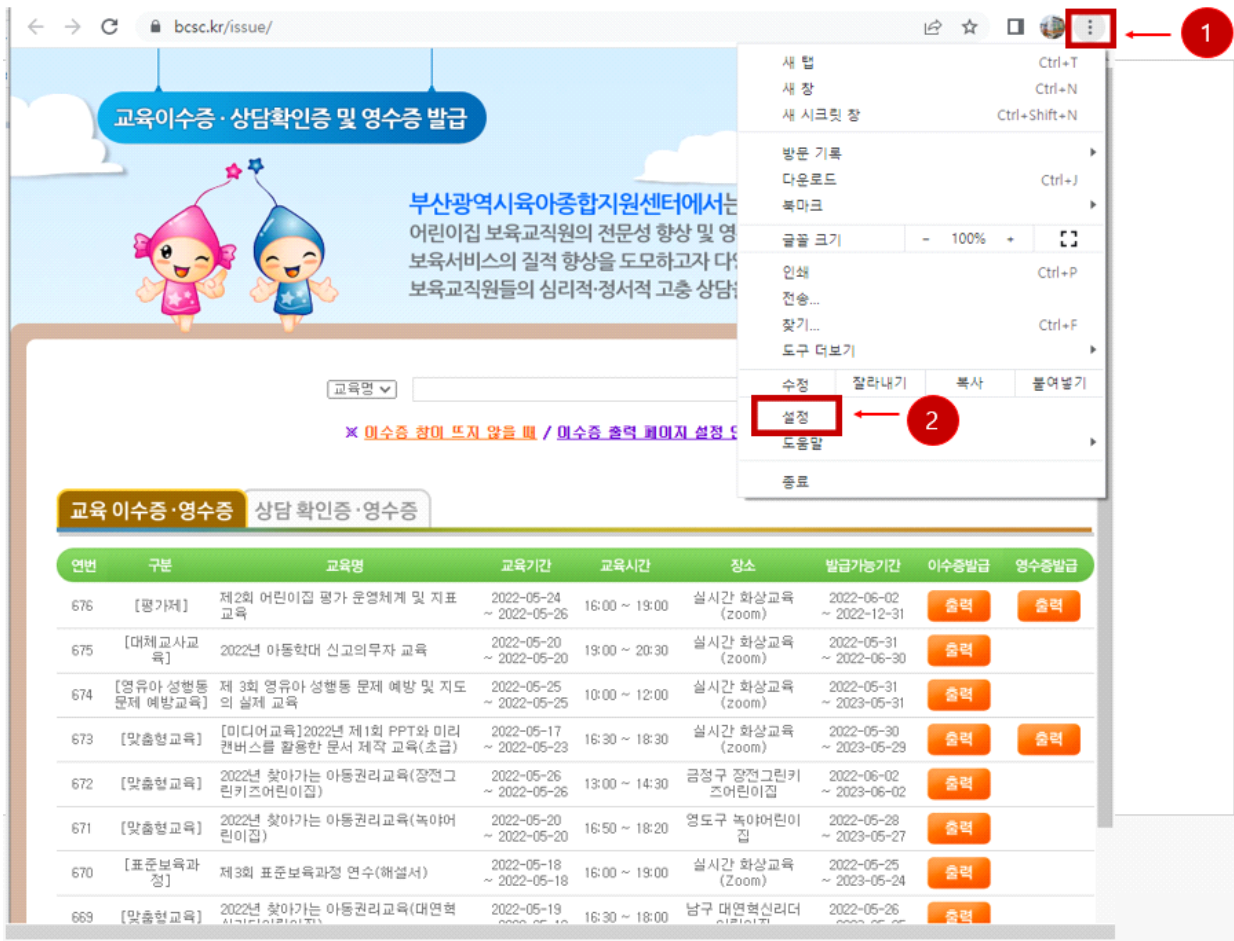 bcsc.kr/issue/
1
교육이수증 · 상담확인증 및 영수증 발급
부산광역시육아종합지원센터에서는
어린이집 보육교직원의 전문성 향상 및 영
보육서비스의 질적 향상을 도모하고자
보육교직원들의 심리적·정서적 고충 상담
새 탭 Ctrl+T
새 창 Ctrl+N
새 시크릿 창 Ctrl+Shift+N
방문 기록
다운로드 Ctrl+J
북마크
글꼴 크기 - 100% +
인쇄 Ctrl+P
전송...
찾기... Ctrl+F
도구 더보기
수정 잘라내기 복사 붙여넣기
설정
2
도움말
종료
교육명
※ 이수증 창이 뜨지 않을 때 / 이수증 출력 페이지 설정
교육 이수증·영수증 상담 확인증·영수증
연번 구분 교육명 교육기간 교육시간 장소 발급가능기간 이수증발급 영수증발급
676 [평가제] 제2회 어린이집 평가 운영체계 및 지표 2022-05-24 16:00 ~ 19:00 실시간 화상교육 2022-06-02 출력 출력
교육 ~ 2022-05-26 (zoom) ~ 2022-12-31
675 [대체교사교 2022년 아동학대 신고의무자 교육 2022-05-20 19:00 ~ 20:30 실시간 화상교육 2022-05-31 출력
육] ~ 2022-05-20 (zoom) ~ 2022-06-30
674 [영유아 성행동 제 3회 영유아 성행동 문제 예방 및 지도 2022-05-25 10:00 ~ 12:00 실시간 화상교육 2022-05-31 출력
문제 예방교육] 의 실제 교육 ~ 2022-05-25 (zoom) ~ 2023-05-31
673 [맞춤형교육] [미디어교육]2022년 제1회 PPT와 미리 2022-05-17 16:30 ~ 18:30 실시간 화상교육 2022-05-30 출력 출력
캔버스를 활용한 문서 제작 교육(초급) ~ 2022-05-23 (zoom) ~ 2023-05-29
672 [맞춤형교육] 2022년 찾아가는 아동권리교육(장전그 2022-05-26 13:00 ~ 14:30 금정구 장전그린키 2022-06-02 출력
린키즈어린이집) ~ 2022-05-26 즈어린이집 ~ 2023-06-02
671 [맞춤형교육] 2022년 찾아가는 아동권리교육(녹야어 2022-05-20 16:50 ~ 18:20 영도구 녹야어린이 2022-05-28 출력
린이집) ~ 2022-05-20 집 ~ 2023-05-27
670 [표준보육과 제3회 표준보육과정 연수(해설서) 2022-05-18 16:00 ~ 19:00 실시간 화상교육 2022-05-25 출력
정] ~ 2022-05-18 (Zoom) ~ 2023-05-24
669 [맞춤형교육] 2022년 찾아가는 아동권리교육(대연혁 2022-05-19 16:30 ~ 18:00 남구 대연혁신리더 2022-05-26 출력